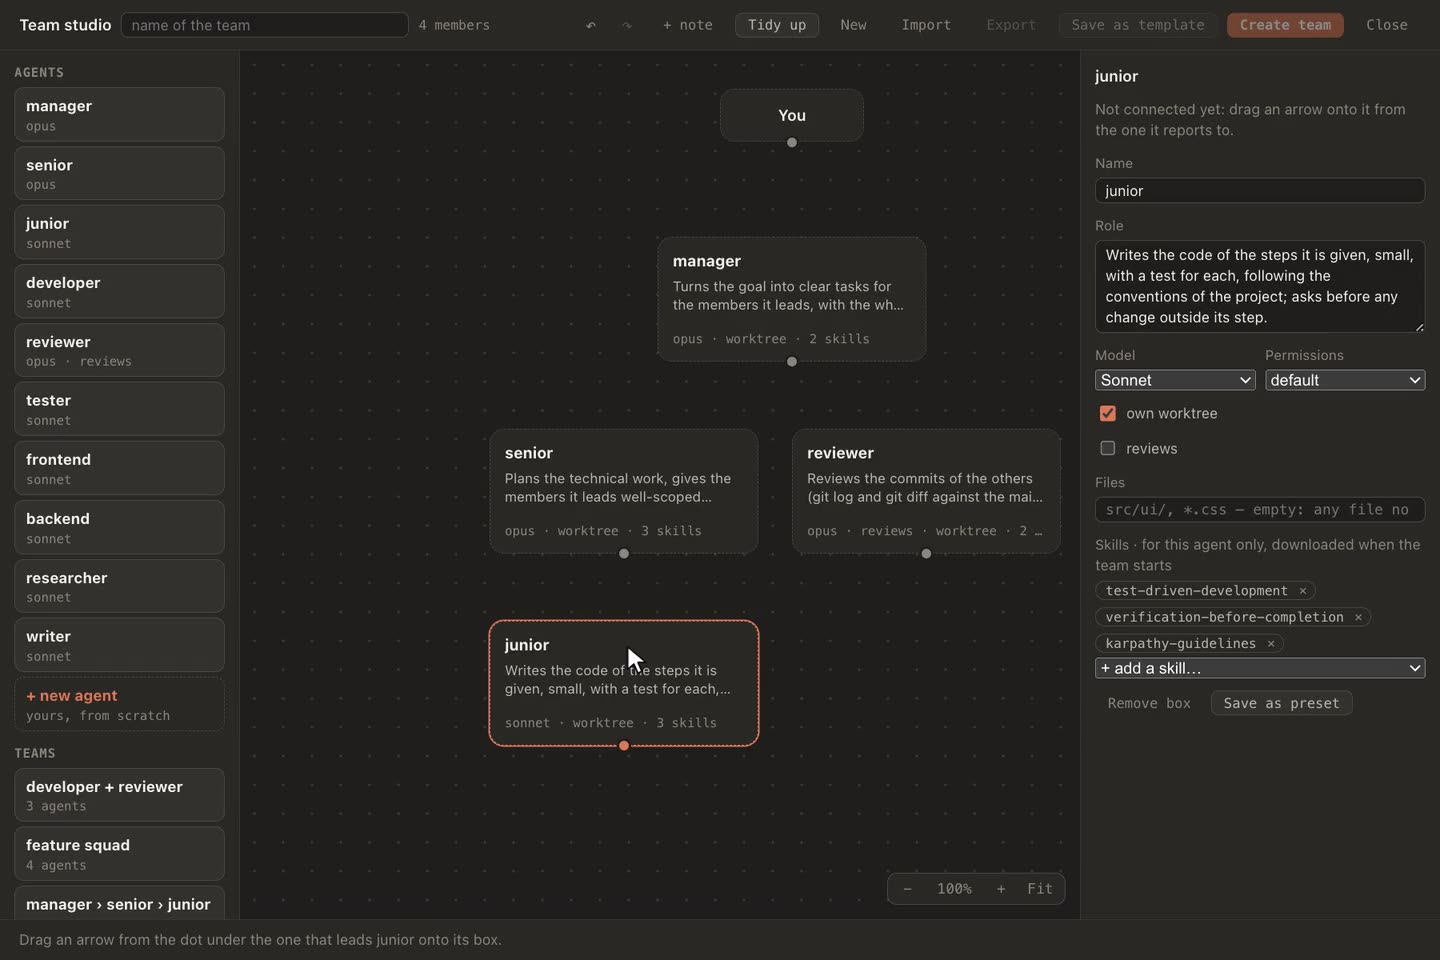 Team studio
name of the team
4 members
↶
↷
+ note
Tidy up
New
Import
Export
Save as template
Create team
Close
AGENTS
manager
opus
senior
opus
junior
sonnet
developer
sonnet
reviewer
opus · reviews
tester
sonnet
frontend
sonnet
backend
sonnet
researcher
sonnet
writer
sonnet
+ new agent
yours, from scratch
TEAMS
developer + reviewer
3 agents
feature squad
4 agents
manager › senior › junior
You
manager
Turns the goal into clear tasks for
the members it leads, with the wh...
opus · worktree · 2 skills
senior
Plans the technical work, gives the
members it leads well-scoped...
opus · worktree · 3 skills
reviewer
Reviews the commits of the others
(git log and git diff against the mai...
opus · reviews · worktree · 2 …
junior
Writes the code of the steps it is
given, small, with a test for each,...
sonnet · worktree · 3 skills
− 100% + Fit
junior
Not connected yet: drag an arrow onto it from
the one it reports to.
Name
junior
Role
Writes the code of the steps it is given, small,
with a test for each, following the
conventions of the project; asks before any
change outside its step.
Model
Permissions
Sonnet
default
own worktree
reviews
Files
src/ui/, *.css — empty: any file no
Skills · for this agent only, downloaded when the
team starts
test-driven-development ×
verification-before-completion ×
karpathy-guidelines ×
+ add a skill...
Remove box
Save as preset
Drag an arrow from the dot under the one that leads junior onto its box.